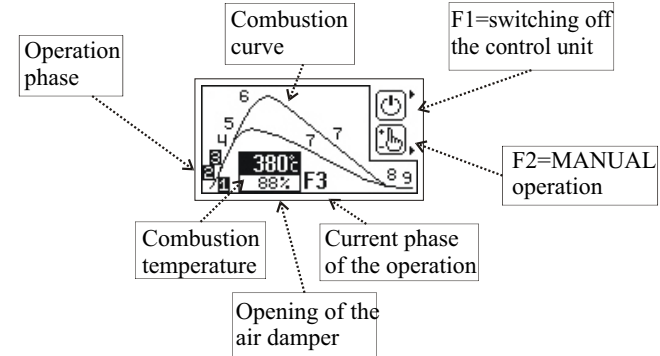 Combustion
curve
F1=switching off
the control unit
Operation
phase
6
5
4
7
7
3
2
1
380°c
88%
F3
8 9
F2=MANUAL
operation
Combustion
temperature
Current phase
of the operation
Opening of the
air damper